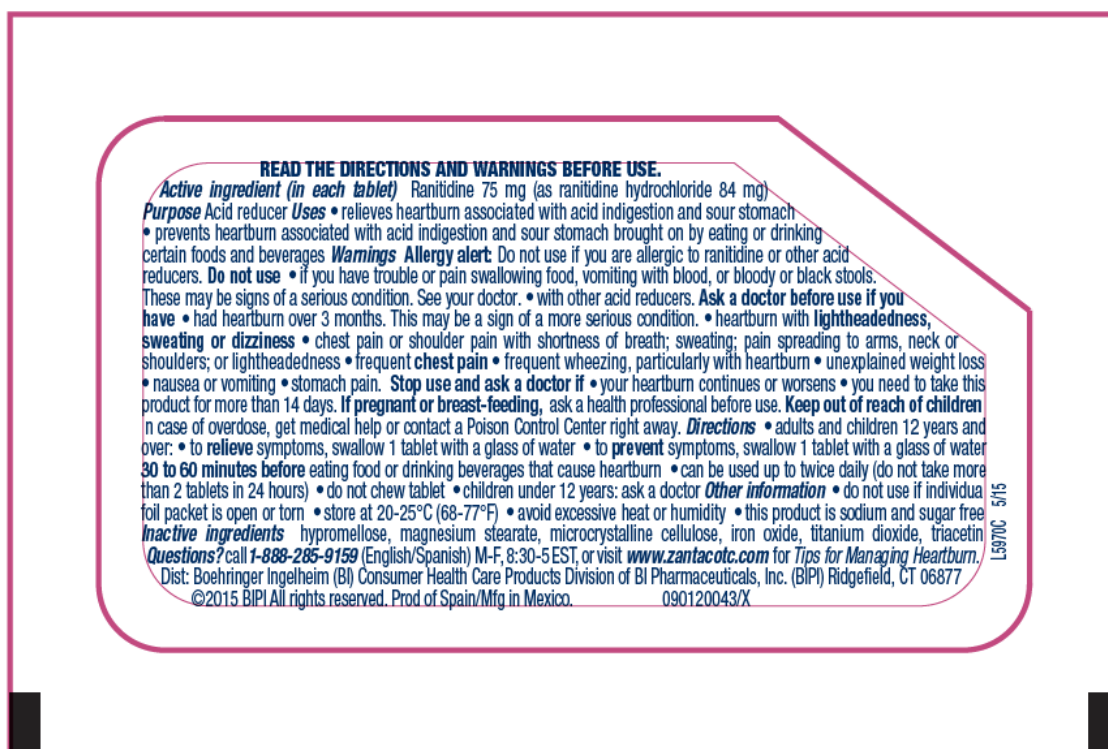 READ THE DIRECTIONS AND WARNINGS BEFORE USE.
Active ingredient (in each tablet) Ranitidine 75 mg (as ranitidine hydrochloride 84 mg)
Purpose Acid reducer Uses • relieves heartburn associated with acid indigestion and sour stomach
• prevents heartburn associated with acid indigestion and sour stomach brought on by eating or drinking
certain foods and beverages Warnings Allergy alert: Do not use if you are allergic to ranitidine or other acid
reducers. Do not use • if you have trouble or pain swallowing food, vomiting with blood, or bloody or black stools.
These may be signs of a serious condition. See your doctor. • with other acid reducers. Ask a doctor before use if you
have • had heartburn over 3 months. This may be a sign of a more serious condition. • heartburn with lightheadedness,
sweating or dizziness • chest pain or shoulder pain with shortness of breath; sweating; pain spreading to arms, neck or
shoulders; or lightheadedness • frequent chest pain • frequent wheezing, particularly with heartburn • unexplained weight loss
• nausea or vomiting • stomach pain. Stop use and ask a doctor if • your heartburn continues or worsens • you need to take this
product for more than 14 days. If pregnant or breast-feeding, ask a health professional before use. Keep out of reach of children
n case of overdose, get medical help or contact a Poison Control Center right away. Directions • adults and children 12 years and
over: • to relieve symptoms, swallow 1 tablet with a glass of water • to prevent symptoms, swallow 1 tablet with a glass of water
30 to 60 minutes before eating food or drinking beverages that cause heartburn • can be used up to twice daily (do not take more
than 2 tablets in 24 hours) • do not chew tablet • children under 12 years: ask a doctor Other information • do not use if individua
foil packet is open or torn • store at 20-25°C (68-77°F) • avoid excessive heat or humidity • this product is sodium and sugar free
Inactive ingredients hypromellose, magnesium stearate, microcrystalline cellulose, iron oxide, titanium dioxide, triacetin
Questions? call 1-888-285-9159 (English/Spanish) M-F, 8:30-5 EST, or visit www.zantacotc.com for Tips for Managing Heartburn.
Dist: Boehringer Ingelheim (BI) Consumer Health Care Products Division of BI Pharmaceuticals, Inc. (BIPI) Ridgefield, CT 06877
©2015 BIPI All rights reserved. Prod of Spain/Mfg in Mexico. 090120043/X
L5970C 5/15